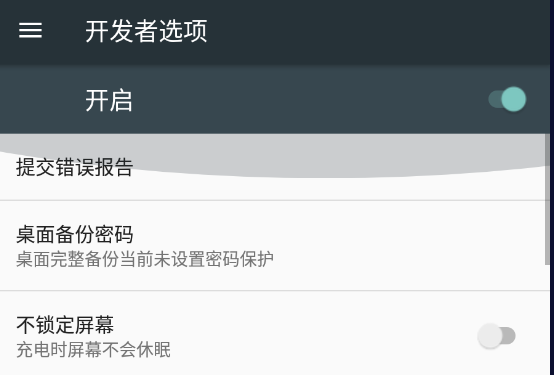 开发者选项
开启
提交错误报告
桌面备份密码
桌面完整备份当前未设置密码保护
不锁定屏幕
充电时屏幕不会休眠